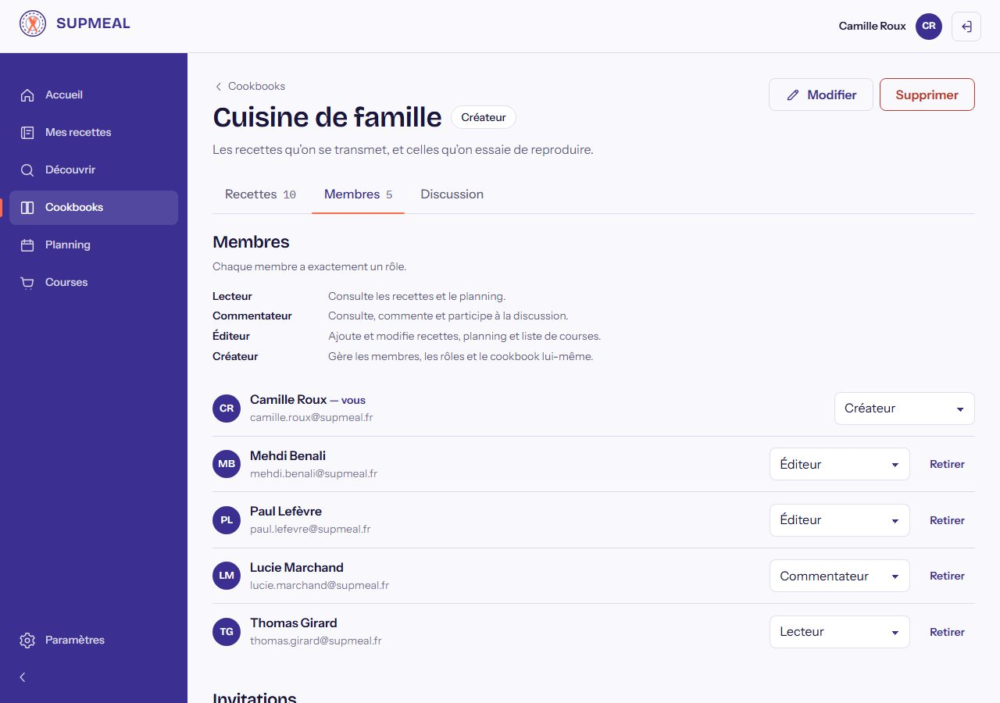 SUPMEAL
Camille Roux CR
Accueil
Mes recettes
Découvrir
Cookbooks
Planning
Courses
Paramètres
Cookbooks
Modifier
Supprimer
Cuisine de famille Créateur
Les recettes qu'on se transmet, et celles qu'on essaie de reproduire.
Recettes 10 Membres 5 Discussion
Membres
Chaque membre a exactement un rôle.
Lecteur Consulte les recettes et le planning.
Commentateur Consulte, commente et participe à la discussion.
Éditeur Ajoute et modifie recettes, planning et liste de courses.
Créateur Gère les membres, les rôles et le cookbook lui-même.
CR Camille Roux — vous Créateur
camille.roux@supmeal.fr
MB Mehdi Benali Éditeur Retirer
mehdi.benali@supmeal.fr
PL Paul Lefèvre Éditeur Retirer
paul.lefevre@supmeal.fr
LM Lucie Marchand Commentateur Retirer
lucie.marchand@supmeal.fr
TG Thomas Girard Lecteur Retirer
thomas.girard@supmeal.fr
Invitations